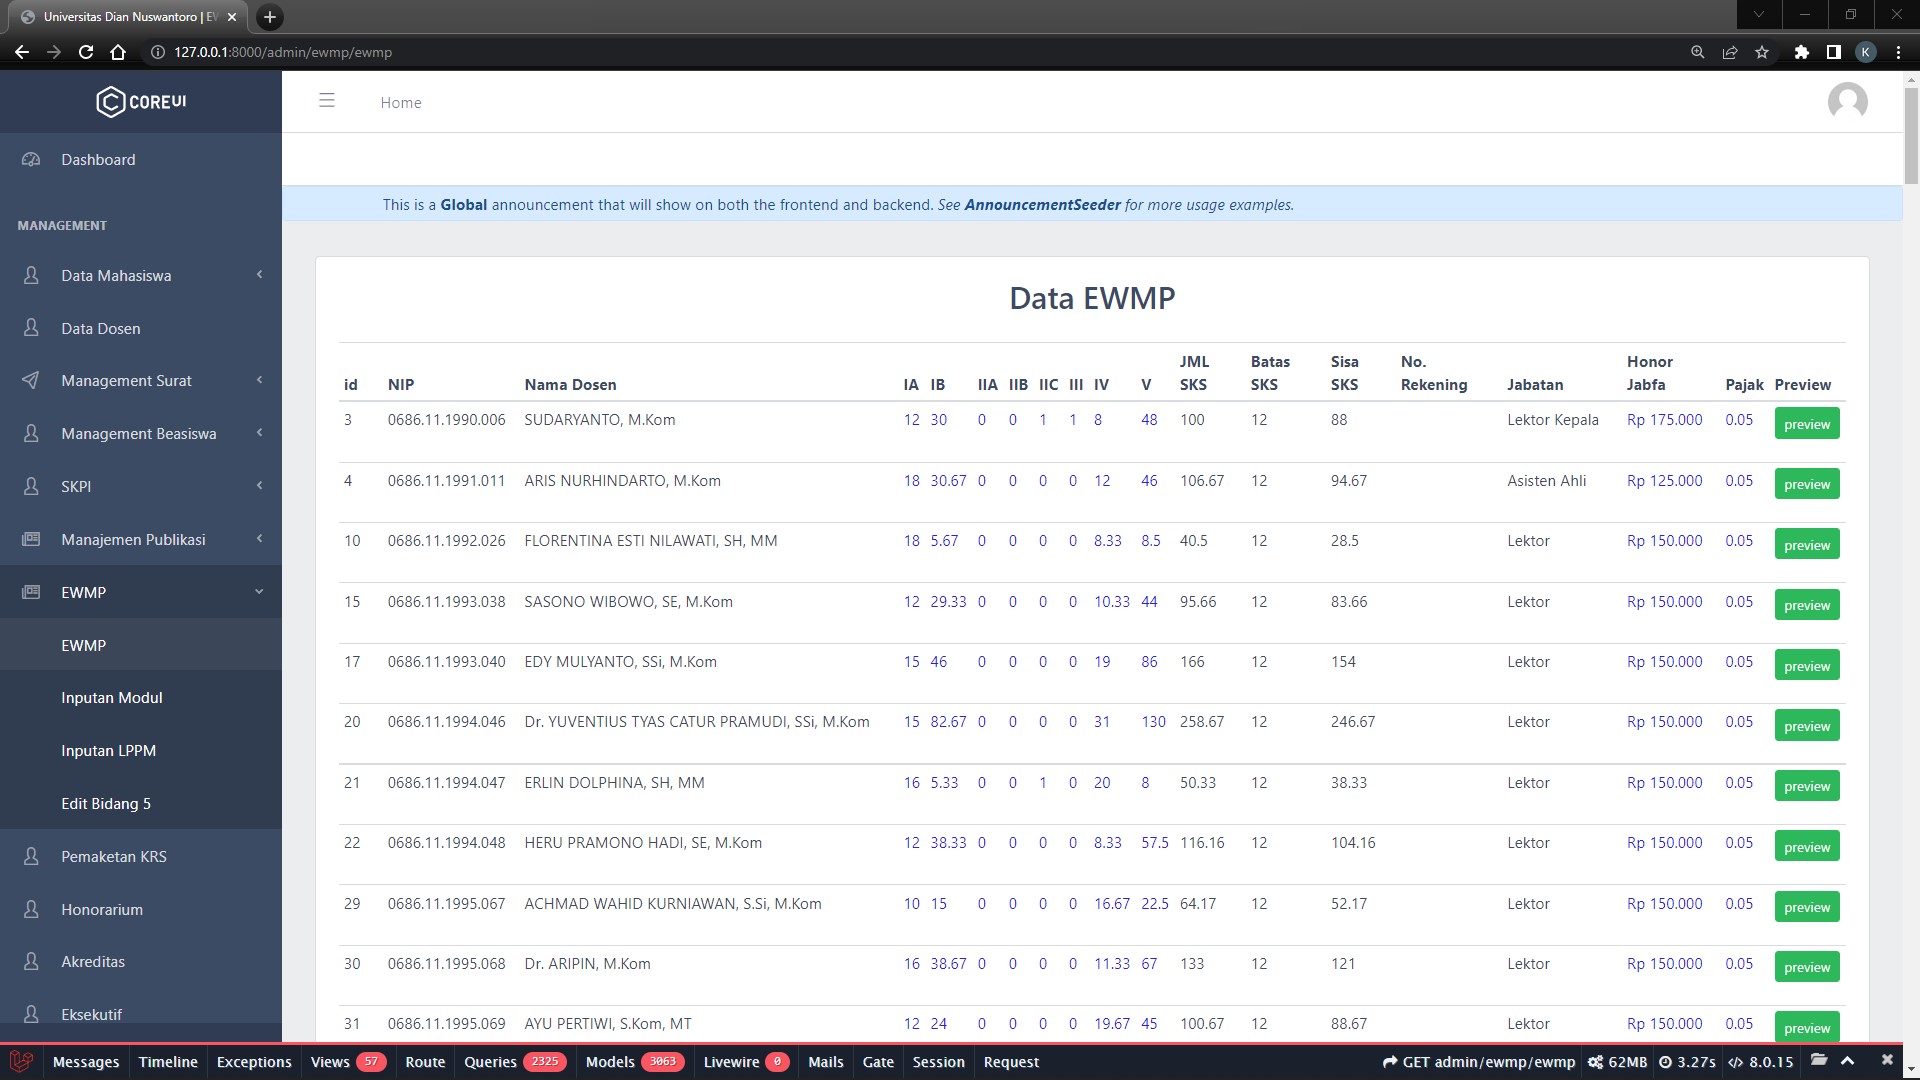 Universitas Dian Nuswantoro | EW
127.0.0.1:8000/admin/ewmp/ewmp
K
COREUI
Home
Dashboard
MANAGEMENT
Data Mahasiswa
Data Dosen
Management Surat
Management Beasiswa
SKPI
Manajemen Publikasi
EWMP
EWMP
Inputan Modul
Inputan LPPM
Edit Bidang 5
Pemaketan KRS
Honorarium
Akreditas
Eksekutif
This is a Global announcement that will show on both the frontend and backend. See AnnouncementSeeder for more usage examples.
Data EWMP
id NIP Nama Dosen IA IB IIA IIB IIC III IV V JML SKS Batas SKS Sisa SKS No. Rekening Jabatan Honor Jabfa Pajak Preview
3 0686.11.1990.006 SUDARYANTO, M.Kom 12 30 0 0 1 1 8 48 100 12 88 Lektor Kepala Rp 175.000 0.05 preview
4 0686.11.1991.011 ARIS NURHINDARTO, M.Kom 18 30.67 0 0 0 0 12 46 106.67 12 94.67 Asisten Ahli Rp 125.000 0.05 preview
10 0686.11.1992.026 FLORENTINA ESTI NILAWATI, SH, MM 18 5.67 0 0 0 0 8.33 8.5 40.5 12 28.5 Lektor Rp 150.000 0.05 preview
15 0686.11.1993.038 SASONO WIBOWO, SE, M.Kom 12 29.33 0 0 0 0 10.33 44 95.66 12 83.66 Lektor Rp 150.000 0.05 preview
17 0686.11.1993.040 EDY MULYANTO, SSi, M.Kom 15 46 0 0 0 0 19 86 166 12 154 Lektor Rp 150.000 0.05 preview
20 0686.11.1994.046 Dr. YUVENTIUS TYAS CATUR PRAMUDI, SSi, M.Kom 15 82.67 0 0 0 0 31 130 258.67 12 246.67 Lektor Rp 150.000 0.05 preview
21 0686.11.1994.047 ERLIN DOLPHINA, SH, MM 16 5.33 0 0 1 0 20 8 50.33 12 38.33 Lektor Rp 150.000 0.05 preview
22 0686.11.1994.048 HERU PRAMONO HADI, SE, M.Kom 12 38.33 0 0 0 0 8.33 57.5 116.16 12 104.16 Lektor Rp 150.000 0.05 preview
29 0686.11.1995.067 ACHMAD WAHID KURNIAWAN, S.Si, M.Kom 10 15 0 0 0 0 16.67 22.5 64.17 12 52.17 Lektor Rp 150.000 0.05 preview
30 0686.11.1995.068 Dr. ARIPIN, M.Kom 16 38.67 0 0 0 0 11.33 67 133 12 121 Lektor Rp 150.000 0.05 preview
31 0686.11.1995.069 AYU PERTIWI, S.Kom, MT 12 24 0 0 0 0 19.67 45 100.67 12 88.67 Lektor Rp 150.000 0.05 preview
Messages Timeline Exceptions Views 57 Route Queries 2325 Models 3063 Livewire 0 Mails Gate Session Request GET admin/ewmp/ewmp 62MB 3.27s 8.0.15